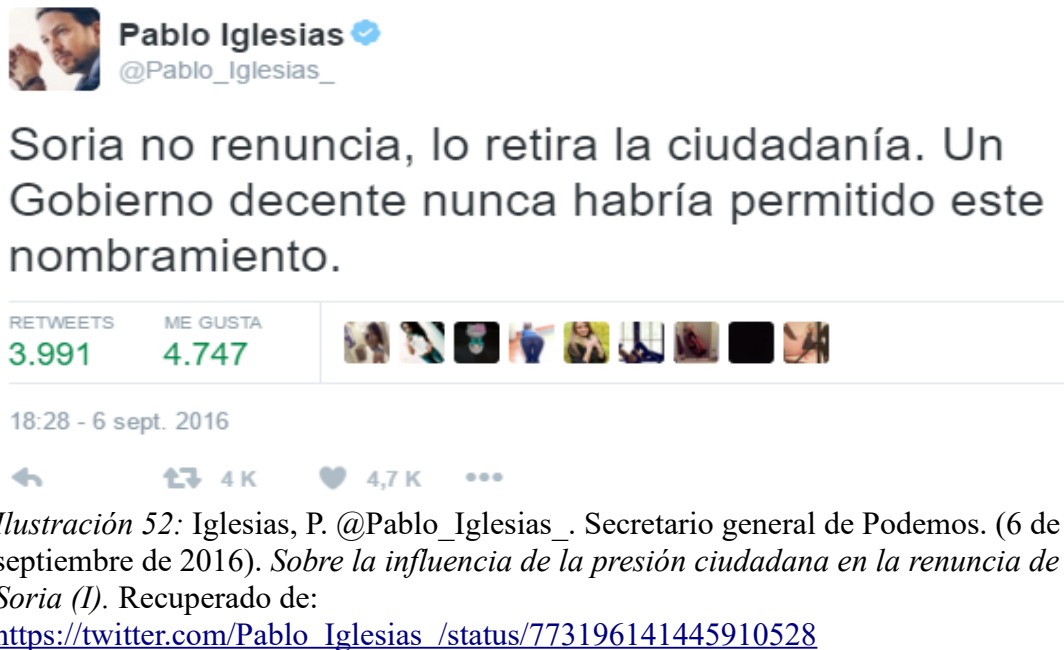 Pablo Iglesias
@Pablo_Iglesias_
Soria no renuncia, lo retira la ciudadanía. Un
Gobierno decente nunca habría permitido este
nombramiento.
RETWEETS ME GUSTA
3.991 4.747
18:28 - 6 sept. 2016
4 K 4,7 K
Ilustración 52: Iglesias, P. @Pablo_Iglesias_. Secretario general de Podemos. (6 de
septiembre de 2016). Sobre la influencia de la presión ciudadana en la renuncia de
Soria (I). Recuperado de:
https://twitter.com/Pablo_Iglesias_/status/773196141445910528